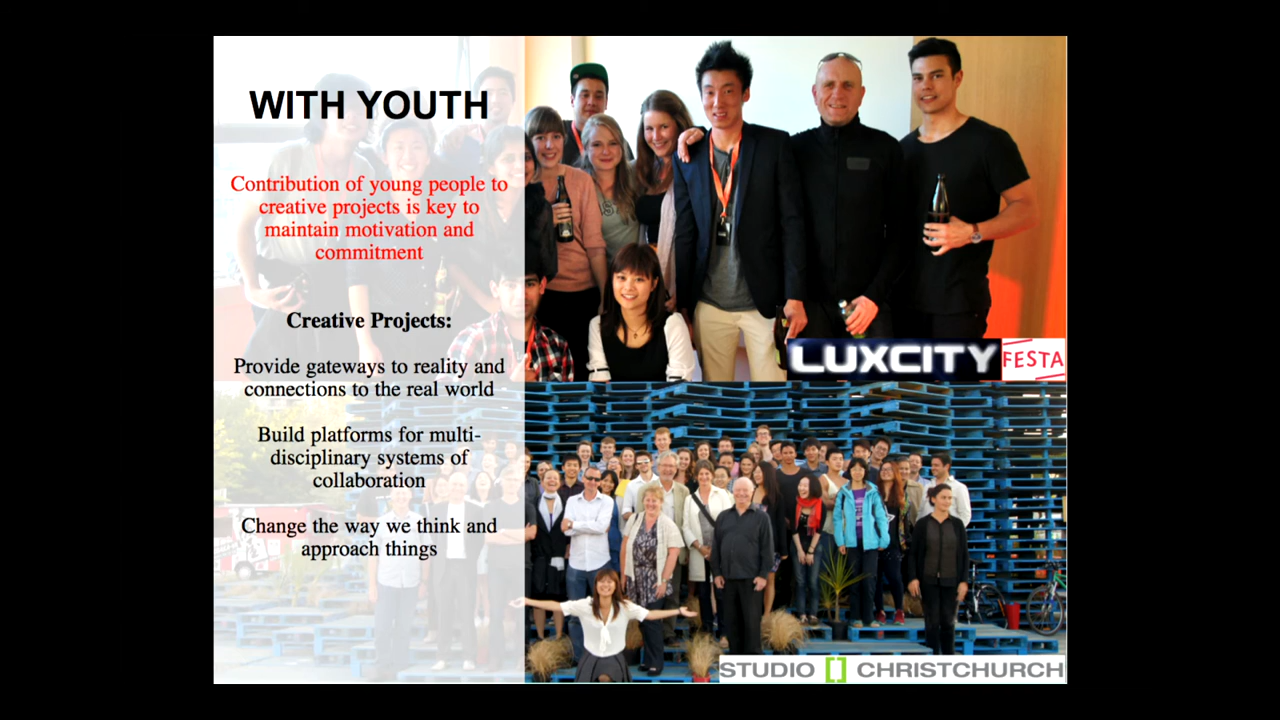 WITH YOUTH
Contribution of young people to
creative projects is key to
maintain motivation and
commitment
Creative Projects:
Provide gateways to reality and
connections to the real world
Build platforms for multi-
disciplinary systems of
collaboration
Change the way we think and
approach things
LUXCITY FESTA
STUDIO [] CHRISTCHURCH